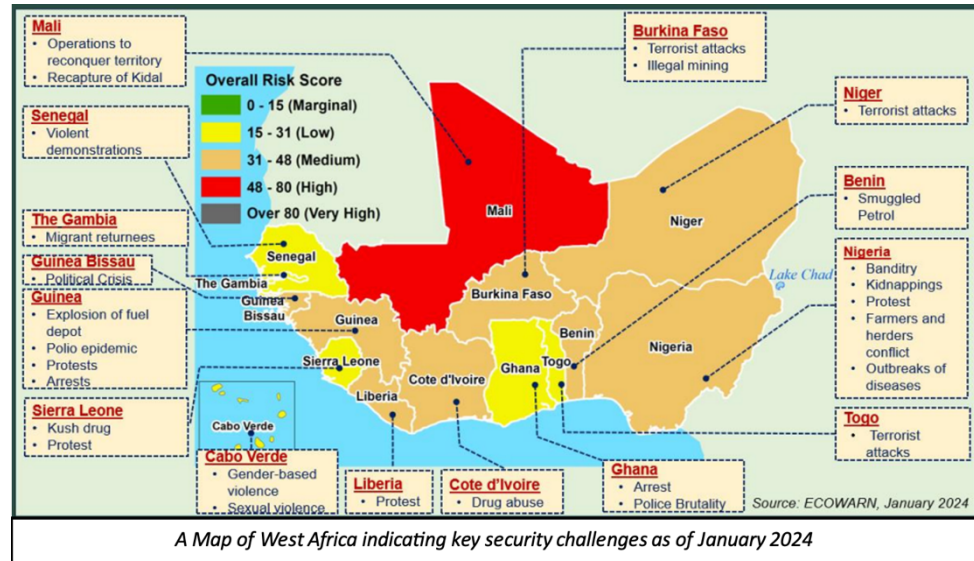 Mali
• Operations to
reconquer territory
• Recapture of Kidal
Senegal
• Violent
demonstrations
The Gambia
• Migrant returnees
Guinea Bissau
• Political Crisis
Guinea
• Explosion of fuel
depot
• Polio epidemic
• Protests
• Arrests
Sierra Leone
• Kush drug
• Protest
Overall Risk Score
0 - 15 (Marginal)
15 - 31 (Low)
31 - 48 (Medium)
48 - 80 (High)
Over 80 (Very High)
Burkina Faso
• Terrorist attacks
• Illegal mining
Niger
• Terrorist attacks
Benin
• Smuggled
Petrol
Nigeria
• Banditry
• Kidnappings
• Protest
• Farmers and
herders
conflict
• Outbreaks of
diseases
Togo
• Terrorist
attacks
Mali
Niger
Senegal
The Gambia
Guinea
Bissau
Guinea
Burkina Faso
Benin
Nigeria
Lake Chad
Sierra Leone
Liberia
Cote d'Ivoire
Ghana
Togo
Cabo Verde
Cabo Verde
• Gender-based
violence
• Sexual violence
Liberia
• Protest
Cote d'Ivoire
• Drug abuse
Ghana
• Arrest
• Police Brutality
Source: ECOWARN, January 2024
A Map of West Africa indicating key security challenges as of January 2024